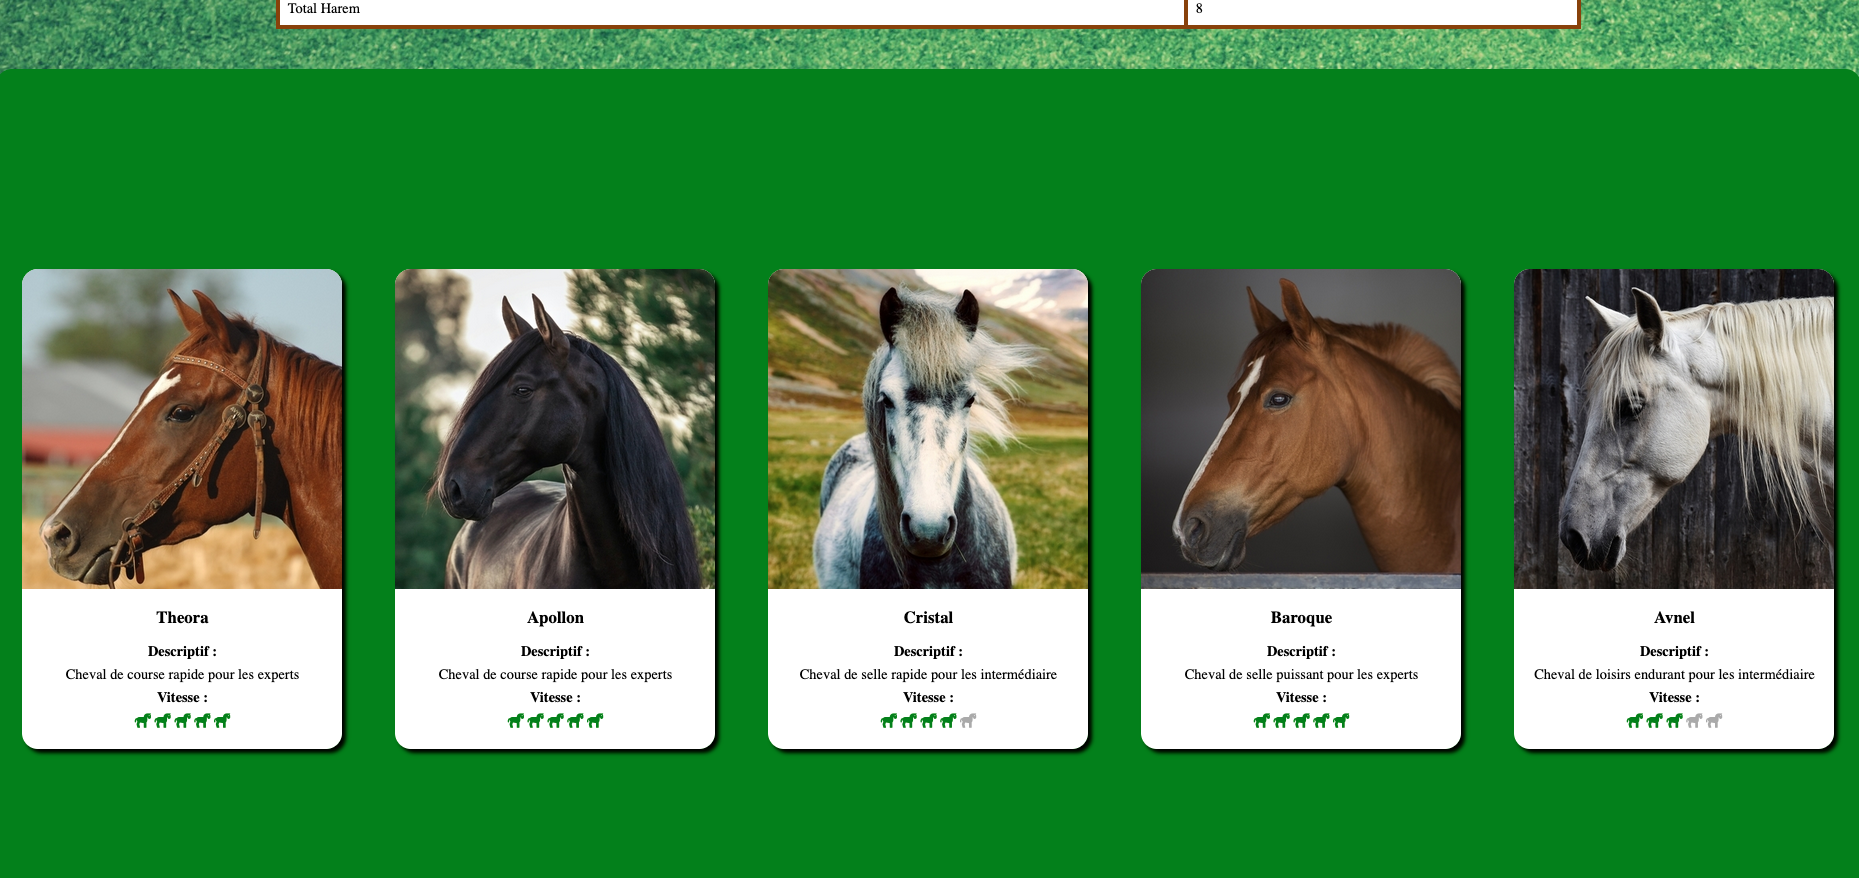 Total Harem 8
Theora
Descriptif :
Cheval de course rapide pour les experts
Vitesse :
Apollon
Descriptif :
Cheval de course rapide pour les experts
Vitesse :
Cristal
Descriptif :
Cheval de selle rapide pour les intermédiaire
Vitesse :
Baroque
Descriptif :
Cheval de selle puissant pour les experts
Vitesse :
Avnel
Descriptif :
Cheval de loisirs endurant pour les intermédiaire
Vitesse :